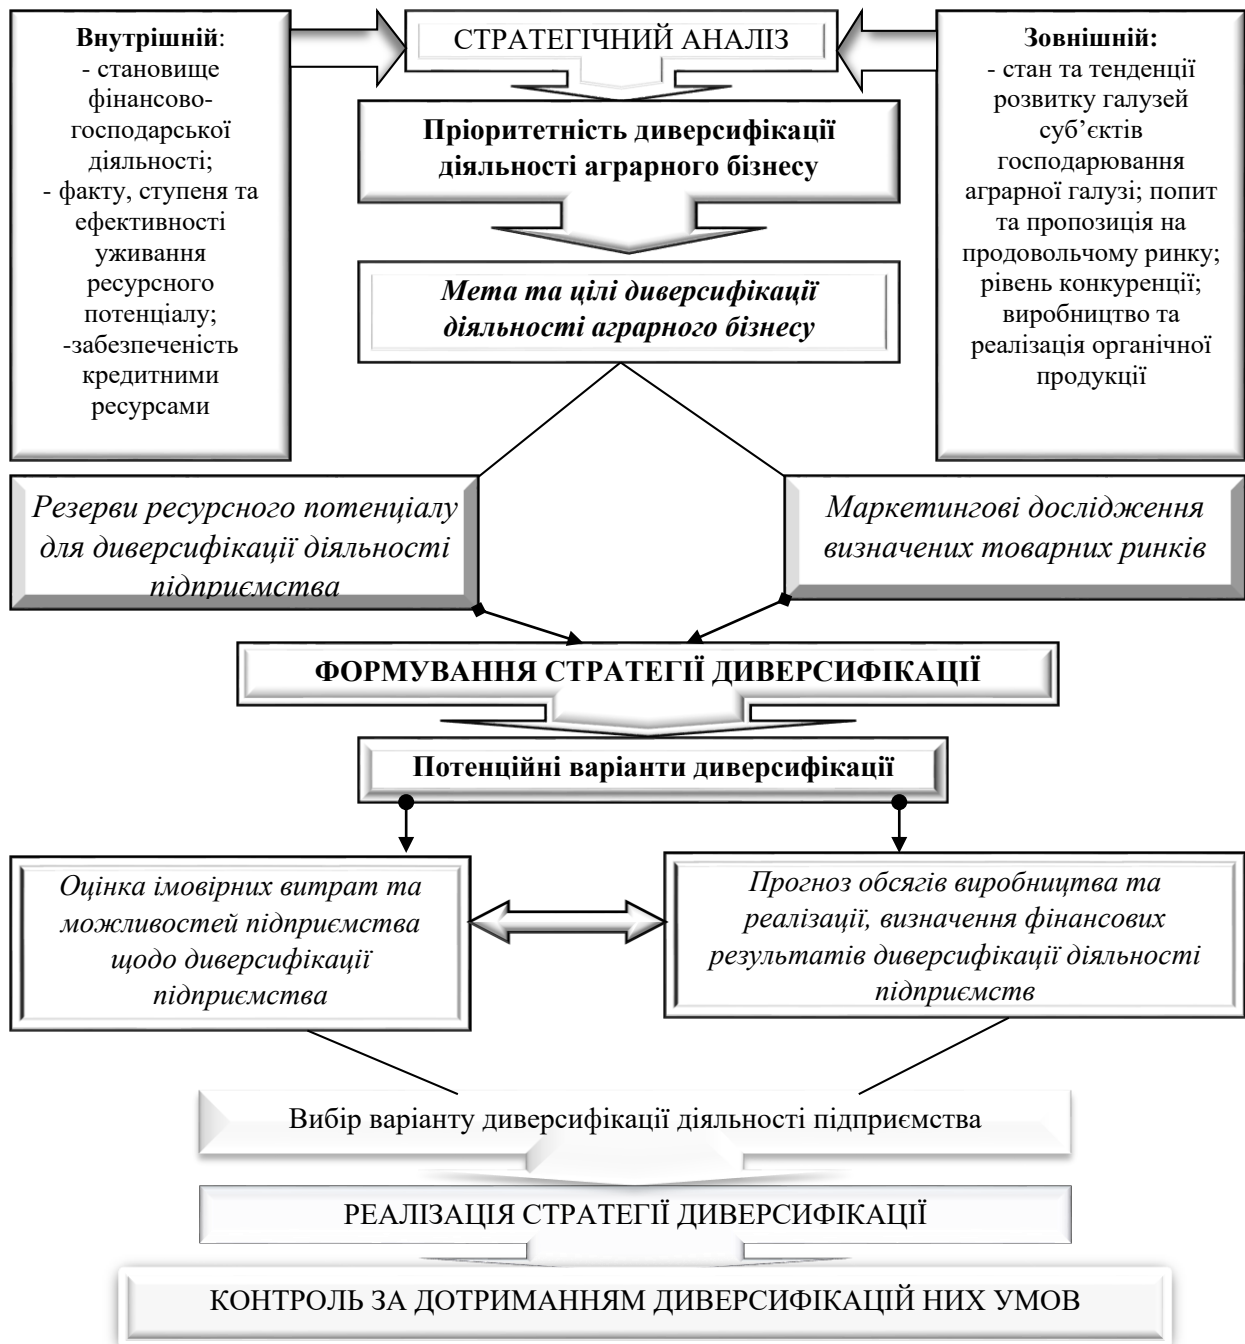 Внутрішній:
- становище
фінансово-
господарської
діяльності;
- факту, ступеня та
ефективності
уживання
ресурсного
потенціалу;
-забезпеченість
кредитними
ресурсами
СТРАТЕГІЧНИЙ АНАЛІЗ
Зовнішній:
- стан та тенденції
розвитку галузей
суб’єктів
господарювання
аграрної галузі; попит
та пропозиція на
продовольчому ринку;
рівень конкуренції;
виробництво та
реалізація органічної
продукції
Пріоритетність диверсифікації
діяльності аграрного бізнесу
Мета та цілі диверсифікації
діяльності аграрного бізнесу
Резерви ресурсного потенціалу
для диверсифікації діяльності
підприємства
Маркетингові дослідження
визначених товарних ринків
ФОРМУВАННЯ СТРАТЕГІЇ ДИВЕРСИФІКАЦІЇ
Потенційні варіанти диверсифікації
Оцінка імовірних витрат та
можливостей підприємства
щодо диверсифікації
підприємства
Прогноз обсягів виробництва та
реалізації, визначення фінансових
результатів диверсифікації діяльності
підприємств
Вибір варіанту диверсифікації діяльності підприємства
РЕАЛІЗАЦІЯ СТРАТЕГІЇ ДИВЕРСИФІКАЦІЇ
КОНТРОЛЬ ЗА ДОТРИМАННЯМ ДИВЕРСИФІКАЦІЙ НИХ УМОВ